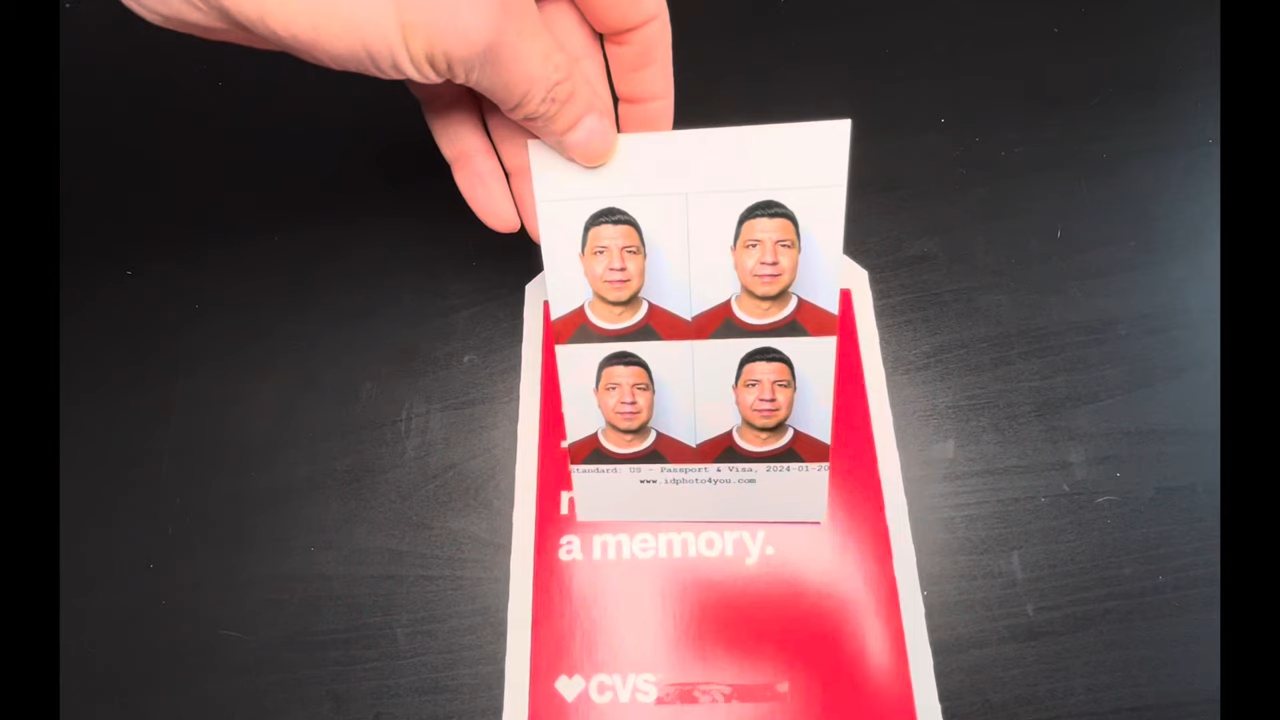 tandard: US - Passport & Visa, 2024-01-20
www.idphoto4you.com
a memory.
CVS